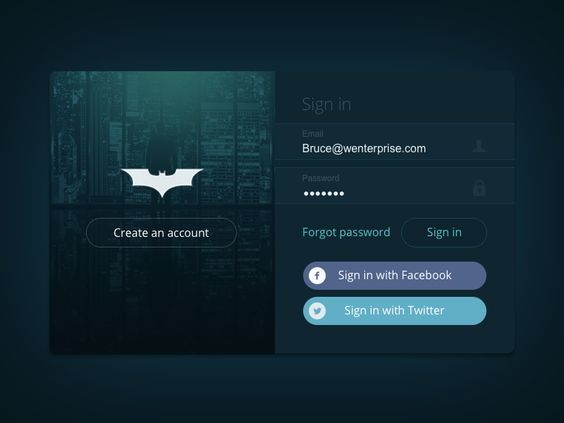 Sign in
Email
Bruce@wenterprise.com
Password
•••••••
Create an account
Forgot password
Sign in
Sign in with Facebook
Sign in with Twitter